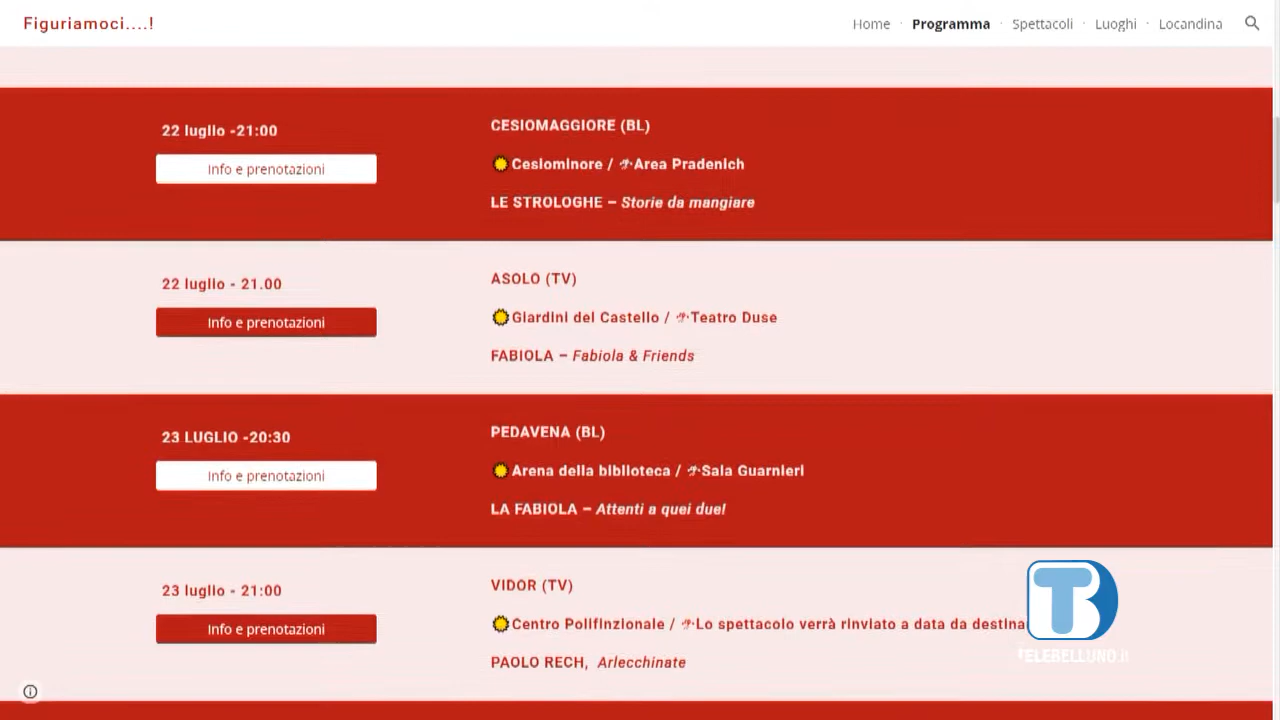 Figuriamoci....!
Home · Programma · Spettacoli · Luoghi · Locandina
22 luglio -21:00
Info e prenotazioni
CESIOMAGGIORE (BL)
Cesiominore / Area Pradenich
LE STROLOGHE – Storie da mangiare
22 luglio - 21.00
Info e prenotazioni
ASOLO (TV)
Giardini del Castello / Teatro Duse
FABIOLA – Fabiola & Friends
23 LUGLIO -20:30
Info e prenotazioni
PEDAVENA (BL)
Arena della biblioteca / Sala Guarnieri
LA FABIOLA – Attenti a quei due!
23 luglio - 21:00
Info e prenotazioni
VIDOR (TV)
Centro Polifinzionale / Lo spettacolo verrà rinviato a data da destina
PAOLO RECH, Arlecchinate
TB
TELEBELLUNO.it